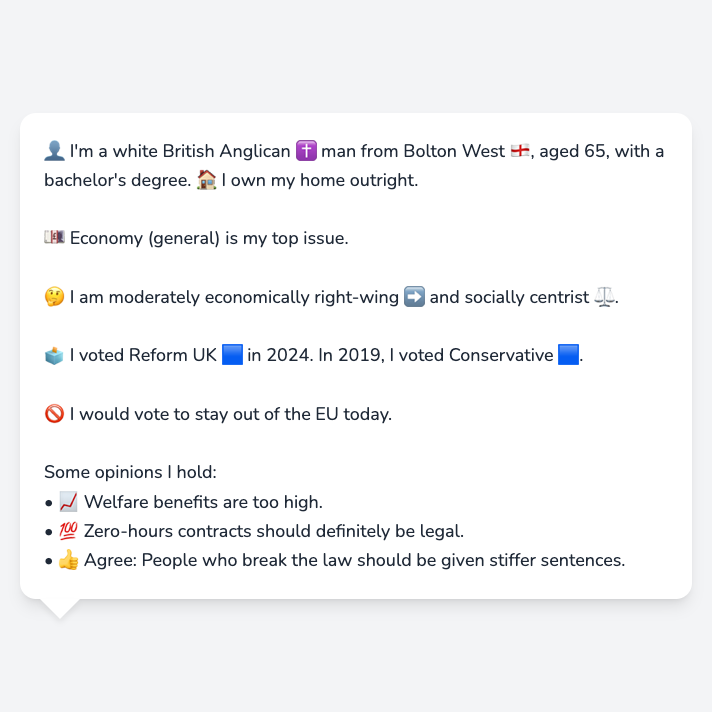 👤 I'm a white British Anglican ✝️ man from Bolton West 🏴󠁧󠁢󠁥󠁮󠁧󠁿, aged 65, with a
bachelor's degree. 🏠 I own my home outright.
💷 Economy (general) is my top issue.
🤔 I am moderately economically right-wing ➡️ and socially centrist ⚖️.
🗳️ I voted Reform UK 🟦 in 2024. In 2019, I voted Conservative 🟦.
🚫 I would vote to stay out of the EU today.
Some opinions I hold:
• 📈 Welfare benefits are too high.
• 💯 Zero-hours contracts should definitely be legal.
• 👍 Agree: People who break the law should be given stiffer sentences.